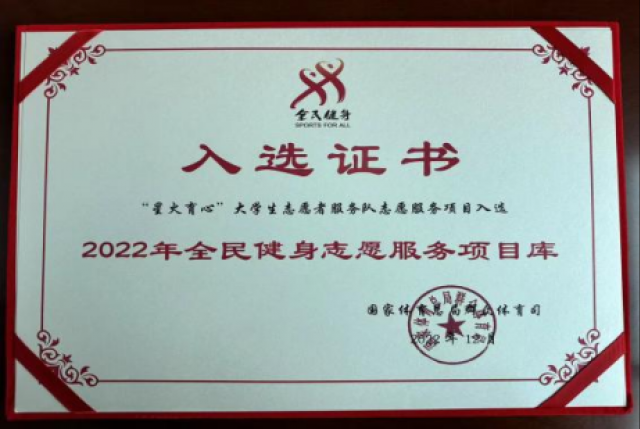 全民健身
SPORTS FOR ALL
入选证书
“星火育心”大学生志愿者服务队志愿服务项目入选
2022年全民健身志愿服务项目库
国家体育总局群众体育司
2022年12月